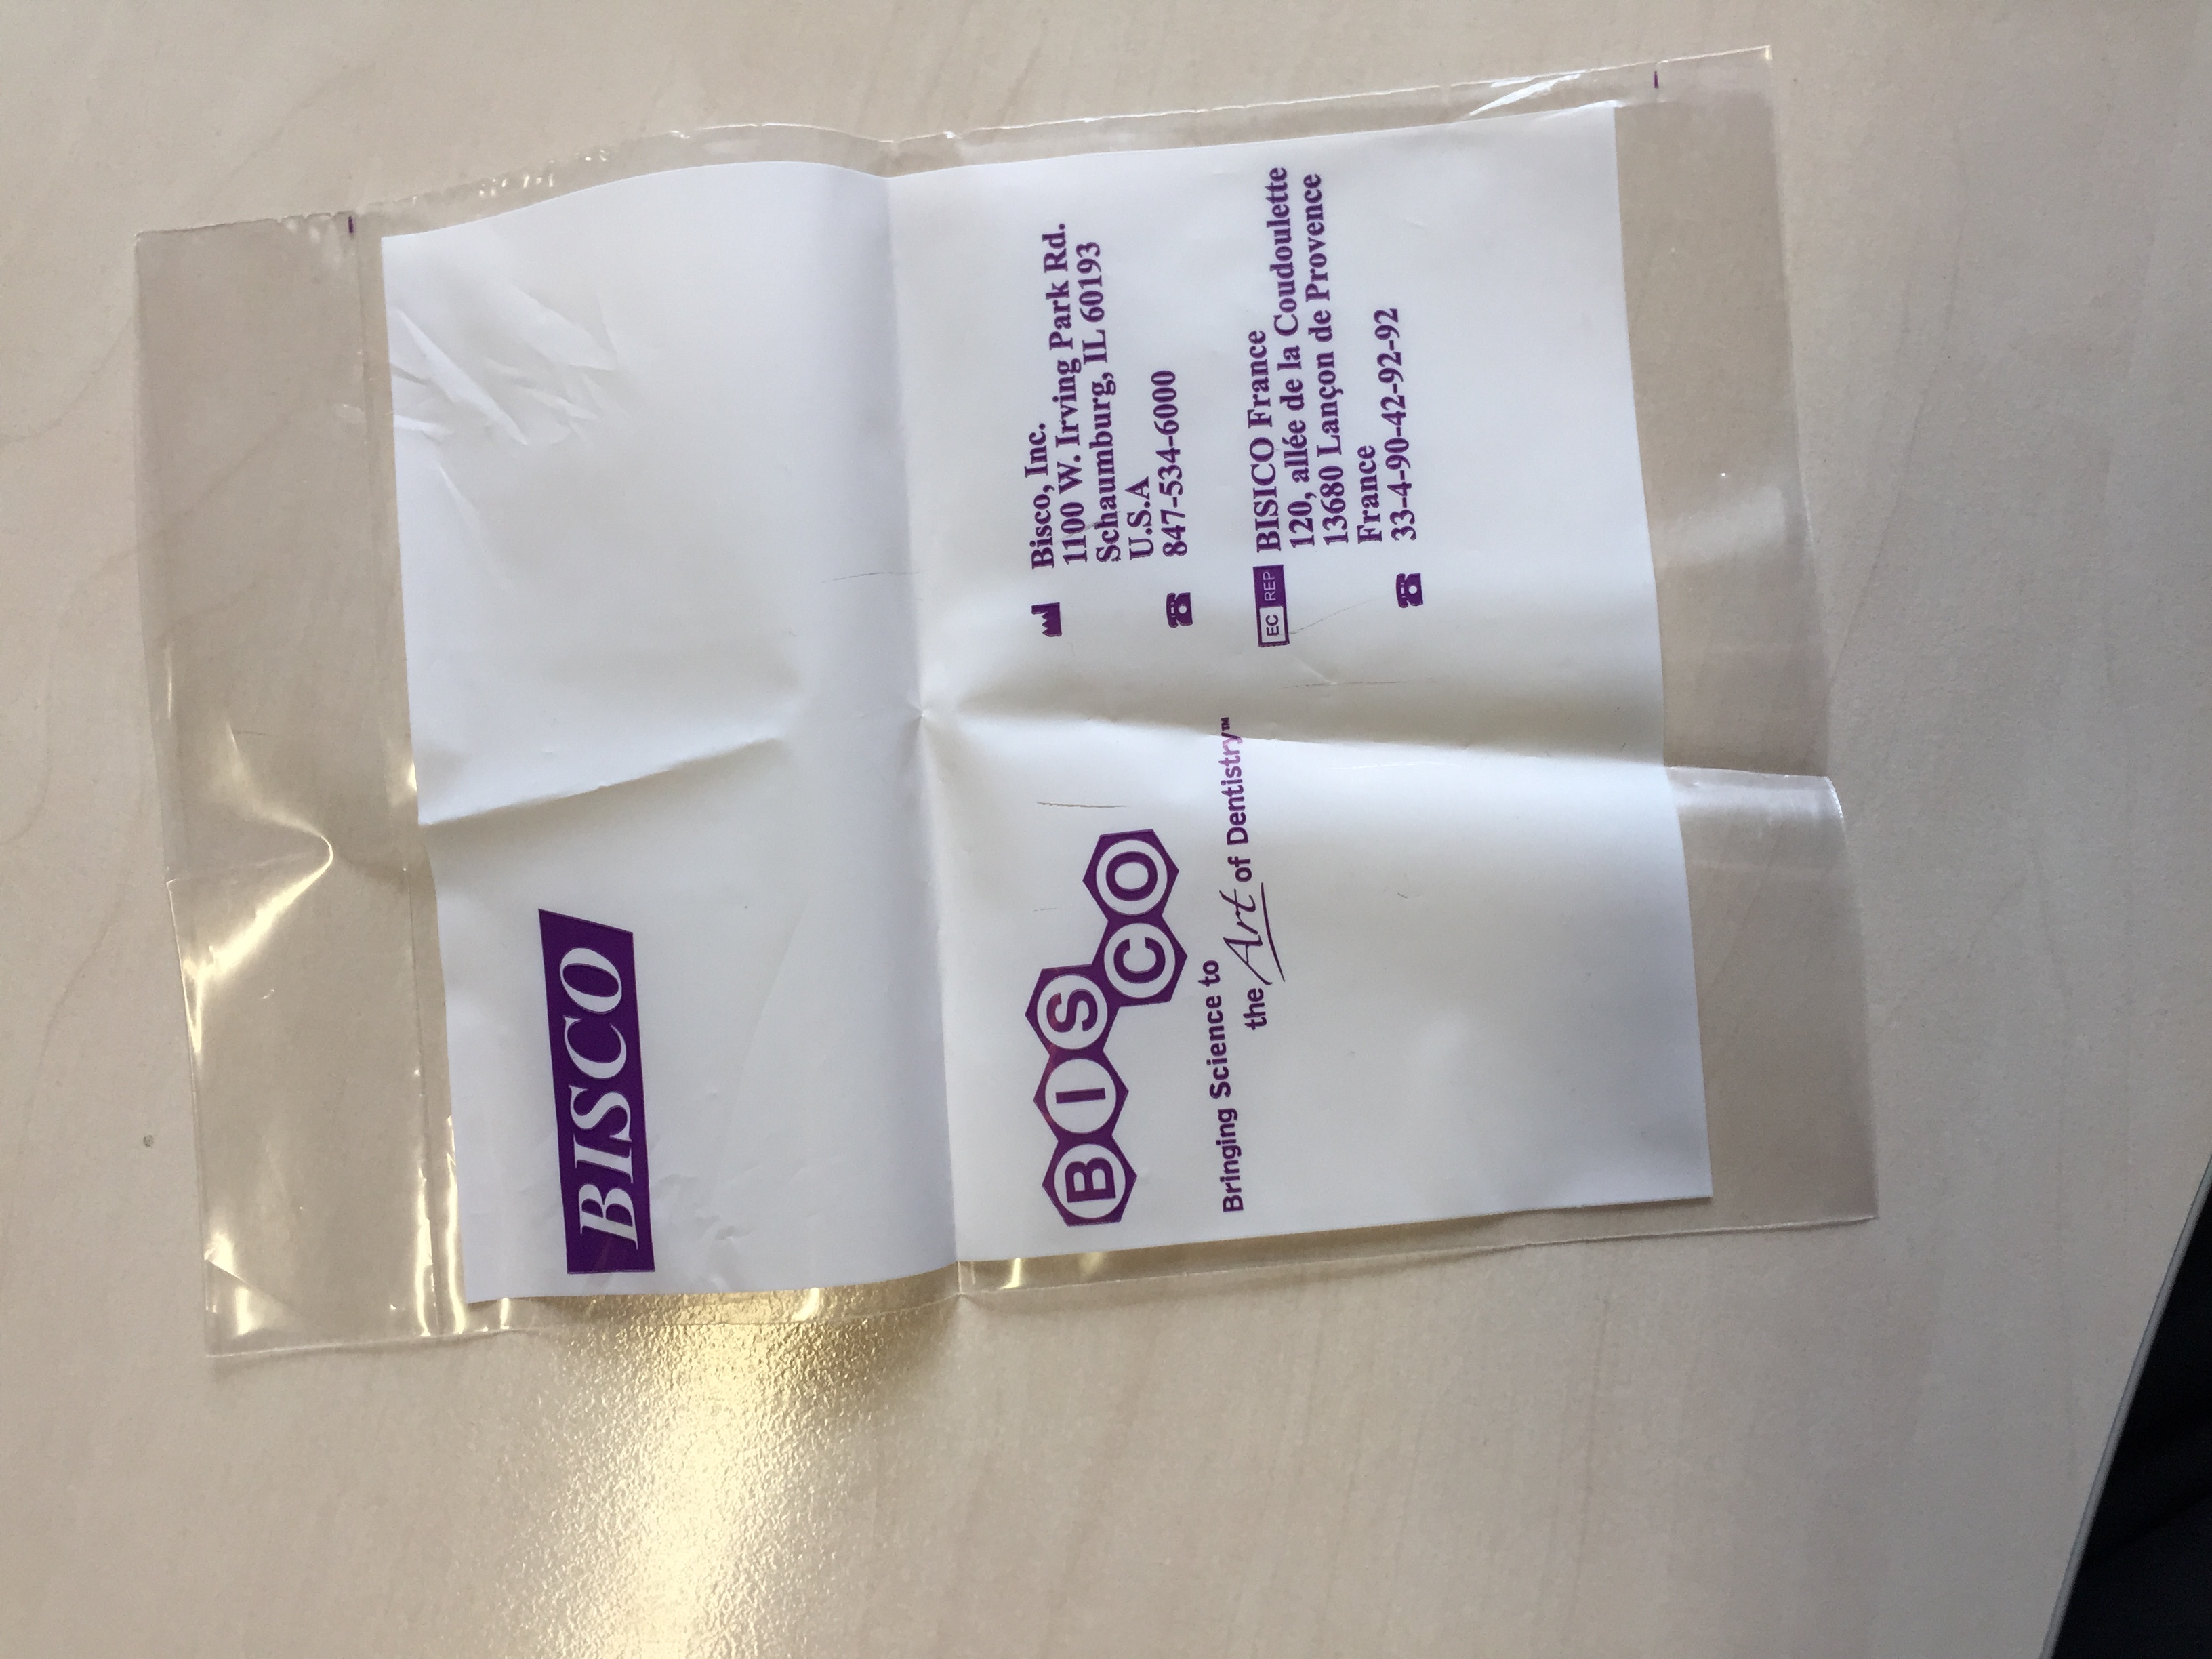 BISCO
BISCO
Bringing Science to
the Art of Dentistry™
Bisco, Inc.
1100 W. Irving Park Rd.
Schaumburg, IL 60193
U.S.A
847-534-6000
EC REP BISICO France
120, allée de la Coudoulette
13680 Lançon de Provence
France
33-4-90-42-92-92